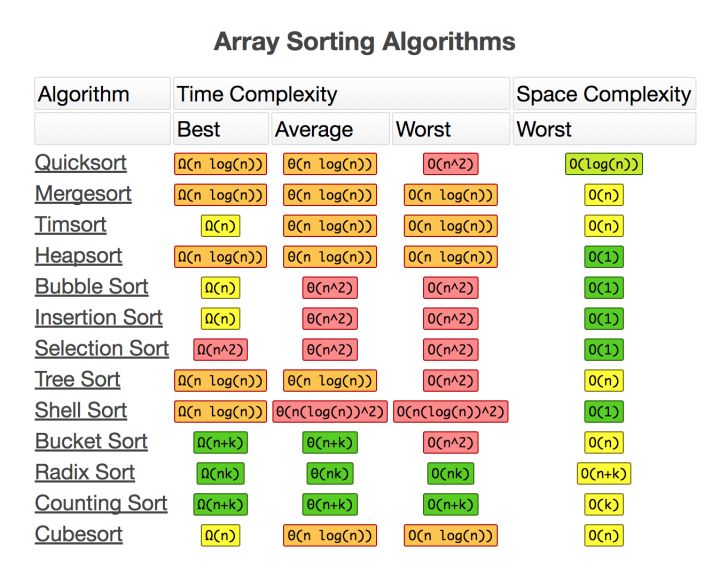 Array Sorting Algorithms
Algorithm Time Complexity Space Complexity
Best Average Worst Worst
Quicksort Ω(n log(n)) θ(n log(n)) O(n^2) O(log(n))
Mergesort Ω(n log(n)) θ(n log(n)) O(n log(n)) O(n)
Timsort Ω(n) θ(n log(n)) O(n log(n)) O(n)
Heapsort Ω(n log(n)) θ(n log(n)) O(n log(n)) O(1)
Bubble Sort Ω(n) θ(n^2) O(n^2) O(1)
Insertion Sort Ω(n) θ(n^2) O(n^2) O(1)
Selection Sort Ω(n^2) θ(n^2) O(n^2) O(1)
Tree Sort Ω(n log(n)) θ(n log(n)) O(n^2) O(n)
Shell Sort Ω(n log(n)) θ(n(log(n))^2) O(n(log(n))^2) O(1)
Bucket Sort Ω(n+k) θ(n+k) O(n^2) O(n)
Radix Sort Ω(nk) θ(nk) O(nk) O(n+k)
Counting Sort Ω(n+k) θ(n+k) O(n+k) O(k)
Cubesort Ω(n) θ(n log(n)) O(n log(n)) O(n)